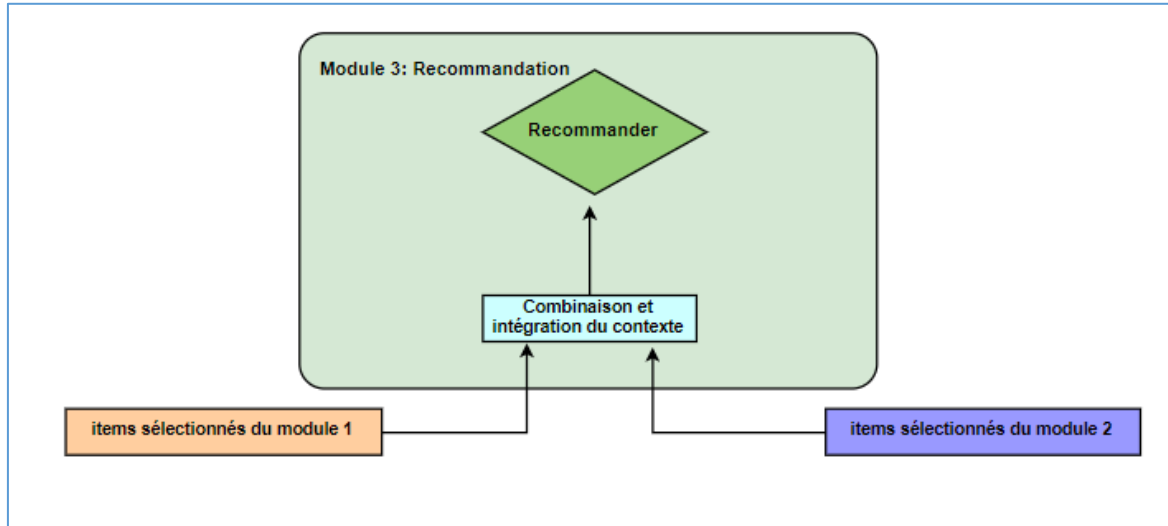 Module 3: Recommandation
Recommander
Combinaison et
intégration du contexte
items sélectionnés du module 1
items sélectionnés du module 2